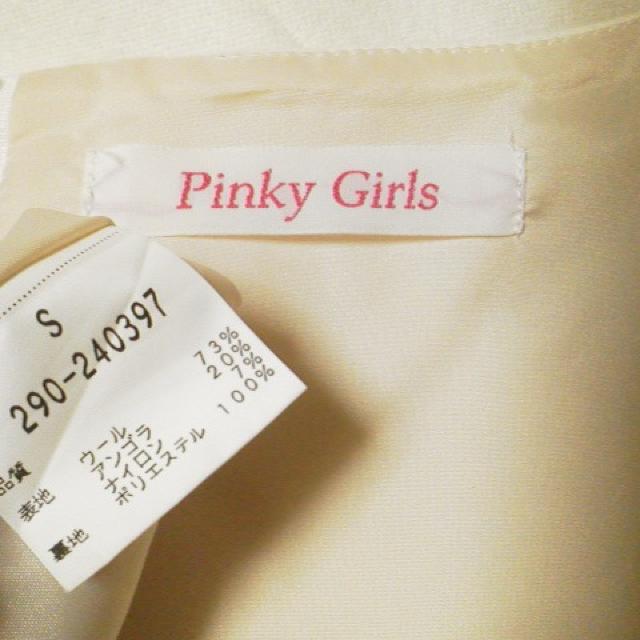 Pinky Girls
S
290-240397
品質
表地 ウール 73%
アンゴラ 20%
ナイロン 7%
裏地 ポリエステル 100%